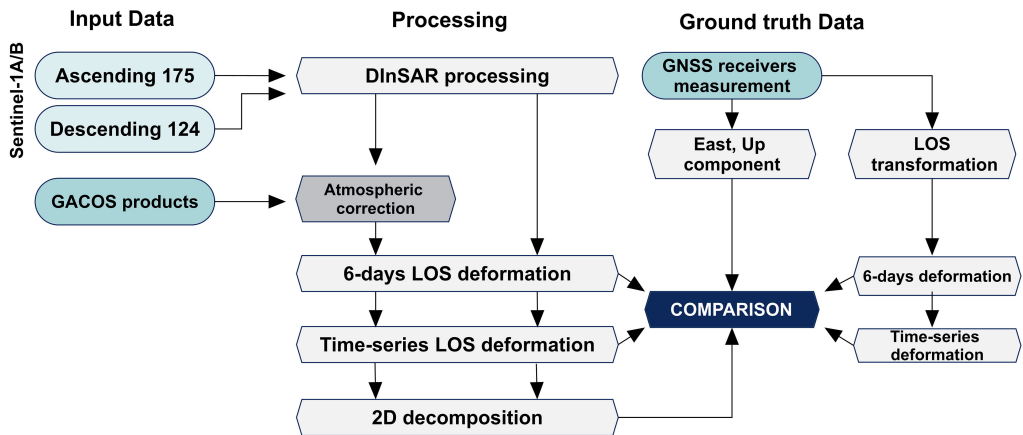 Input Data
Processing
Ground truth Data
Sentinel-1A/B
Ascending 175
Descending 124
GACOS products
DInSAR processing
Atmospheric
correction
6-days LOS deformation
Time-series LOS deformation
2D decomposition
GNSS receivers
measurement
East, Up
component
LOS
transformation
COMPARISON
6-days deformation
Time-series
deformation